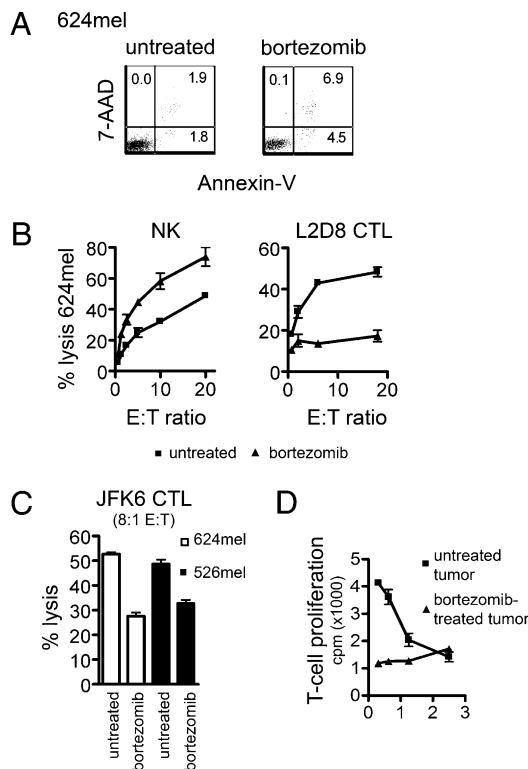 A 624mel
untreated bortezomib
7-AAD
0.0 1.9
1.8
0.1 6.9
4.5
Annexin-V
B NK L2D8 CTL
% lysis 624mel
80
60
40
20
0
0 5 10 15 20
E:T ratio
60
40
20
0
0 6 12 18
E:T ratio
untreated bortezomib
C JFK6 CTL
(8:1 E:T)
624mel
526mel
% lysis
60
50
40
30
20
10
0
untreated
bortezomib
untreated
bortezomib
D
T-cell proliferation
cpm (x1000)
untreated
tumor
bortezomib-
treated tumor
5
4
3
2
1
0
0 1 2 3